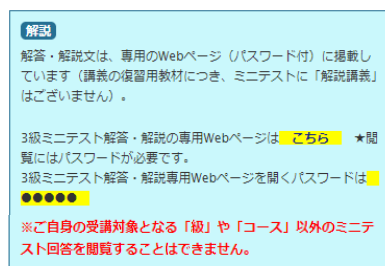 解説
解答・解説文は、専用のWebページ（パスワード付）に掲載し
ています（講義の復習用教材につき、ミニテストに「解説講義」
はございません）。
3級ミニテスト解答・解説の専用Webページは　こちら　★閲
覧にはパスワードが必要です。
3級ミニテスト解答・解説専用Webページを開くパスワードは
●●●●●
※ご自身の受講対象となる「級」や「コース」以外のミニテ
スト回答を閲覧することはできません。